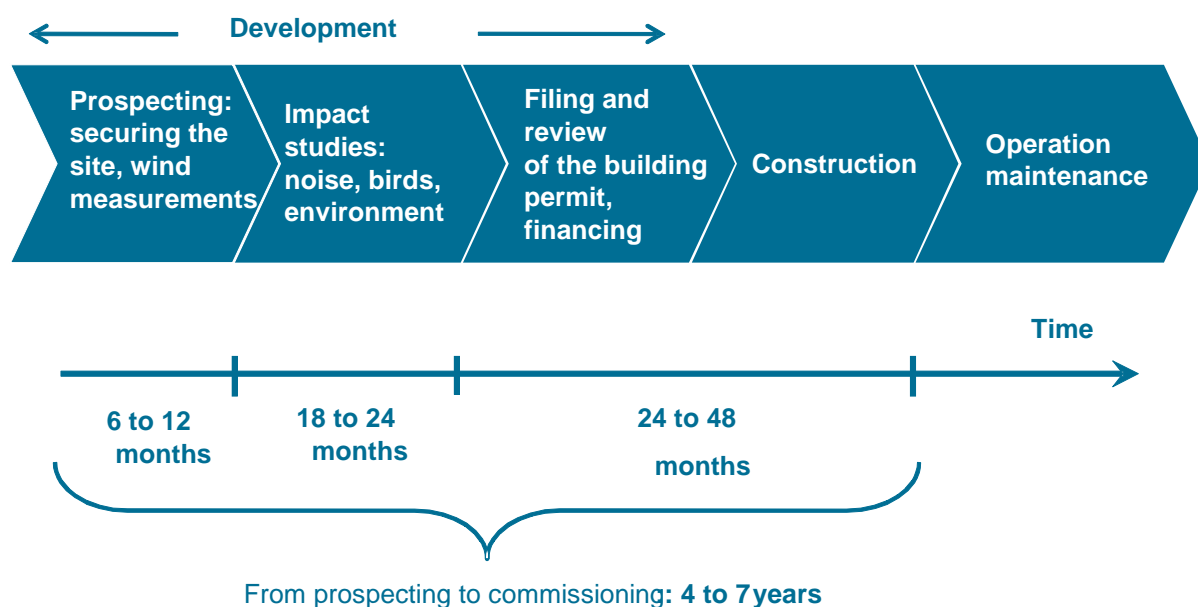 Development
Prospecting:
securing the
site, wind
measurements
Impact
studies:
noise, birds,
environment
Filing and
review
of the building
permit,
financing
Construction
Operation
maintenance
Time
6 to 12
months
18 to 24
months
24 to 48
months
From prospecting to commissioning: 4 to 7 years